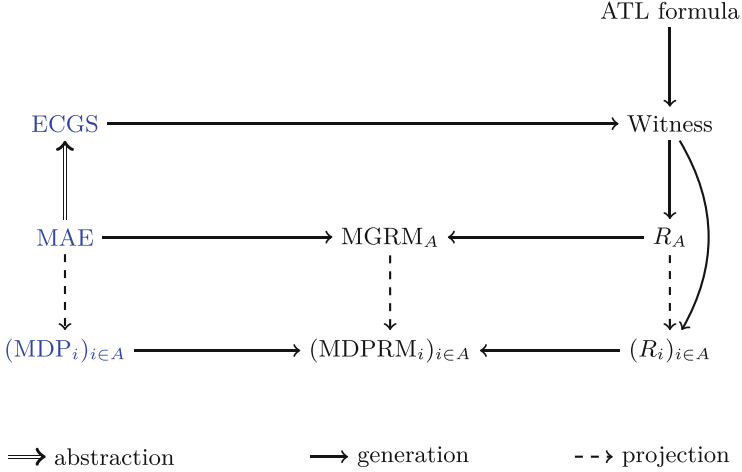 ATL formula
ECGS Witness
MAE MGRM_A R_A
(MDP_i)_{i∈A} (MDPRM_i)_{i∈A} (R_i)_{i∈A}
abstraction generation projection